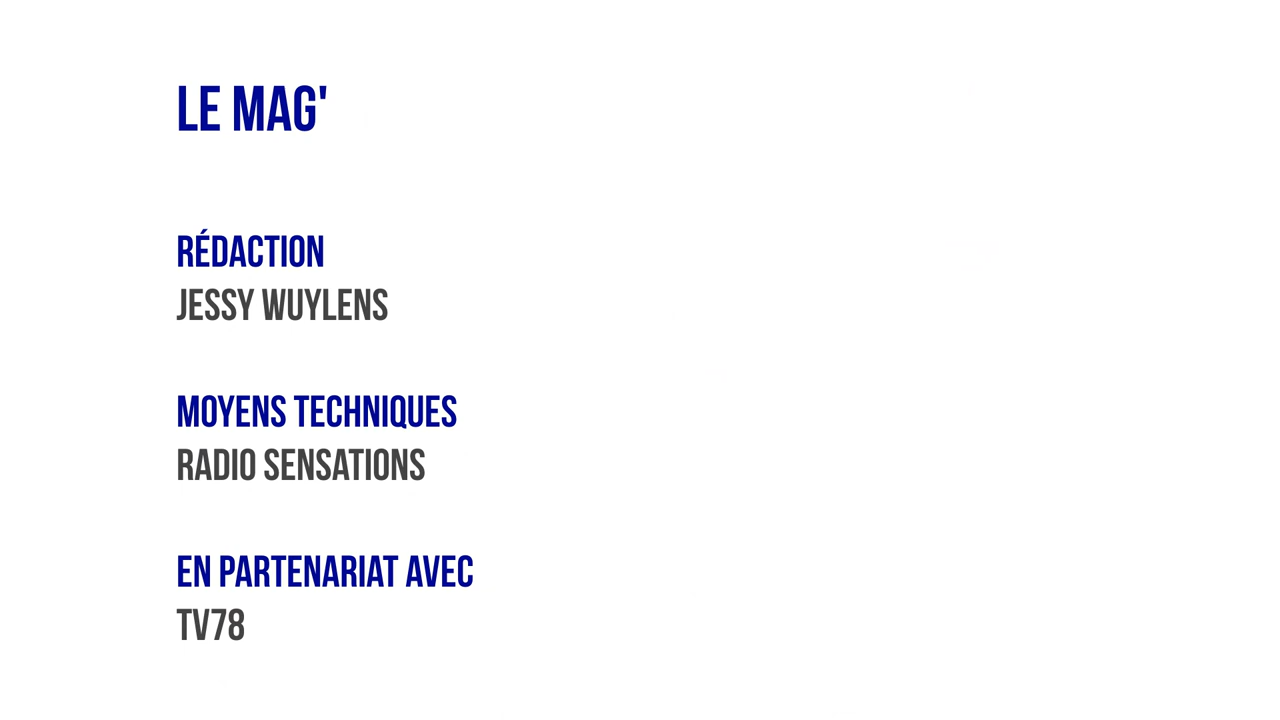 LE MAG'
RÉDACTION
JESSY WUYLENS
MOYENS TECHNIQUES
RADIO SENSATIONS
EN PARTENARIAT AVEC
TV78